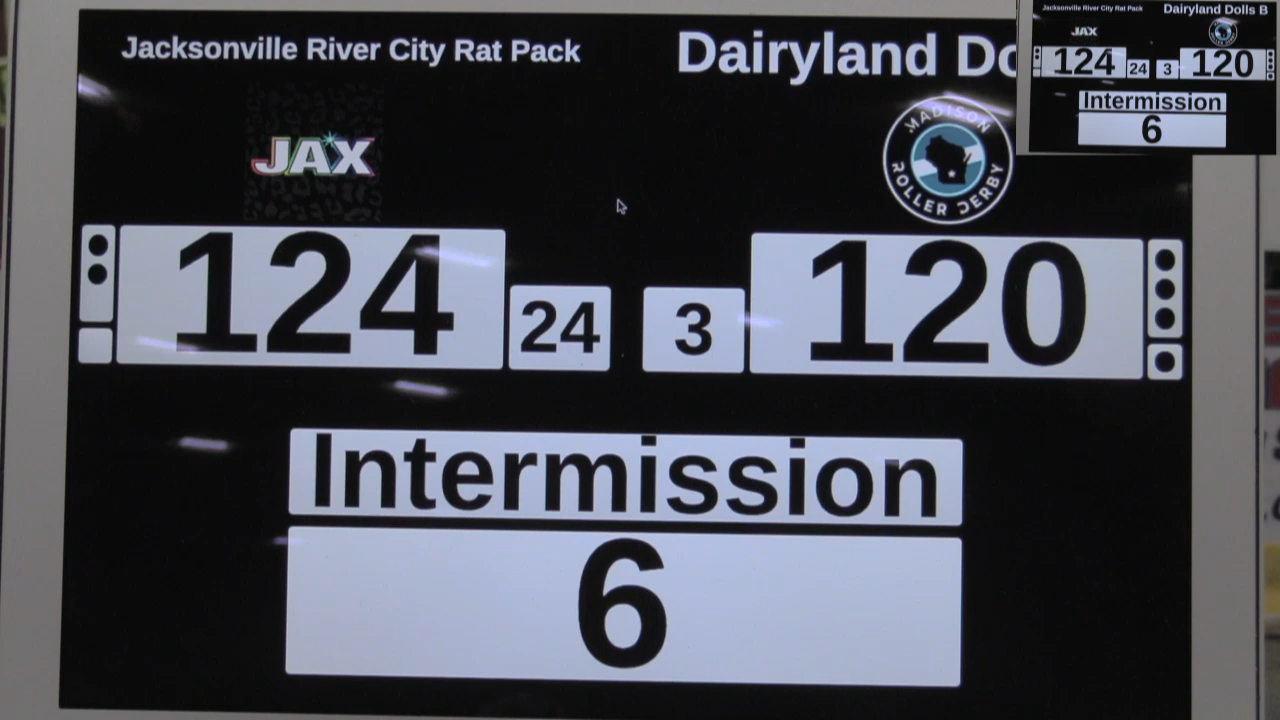 Jacksonville River City Rat Pack
Dairyland Do
JAX
MADISON
ROLLER DERBY
124
24
3
120
Intermission
6
Jacksonville River City Rat Pack
Dairyland Dolls B
JAX
124
24
3
120
Intermission
6